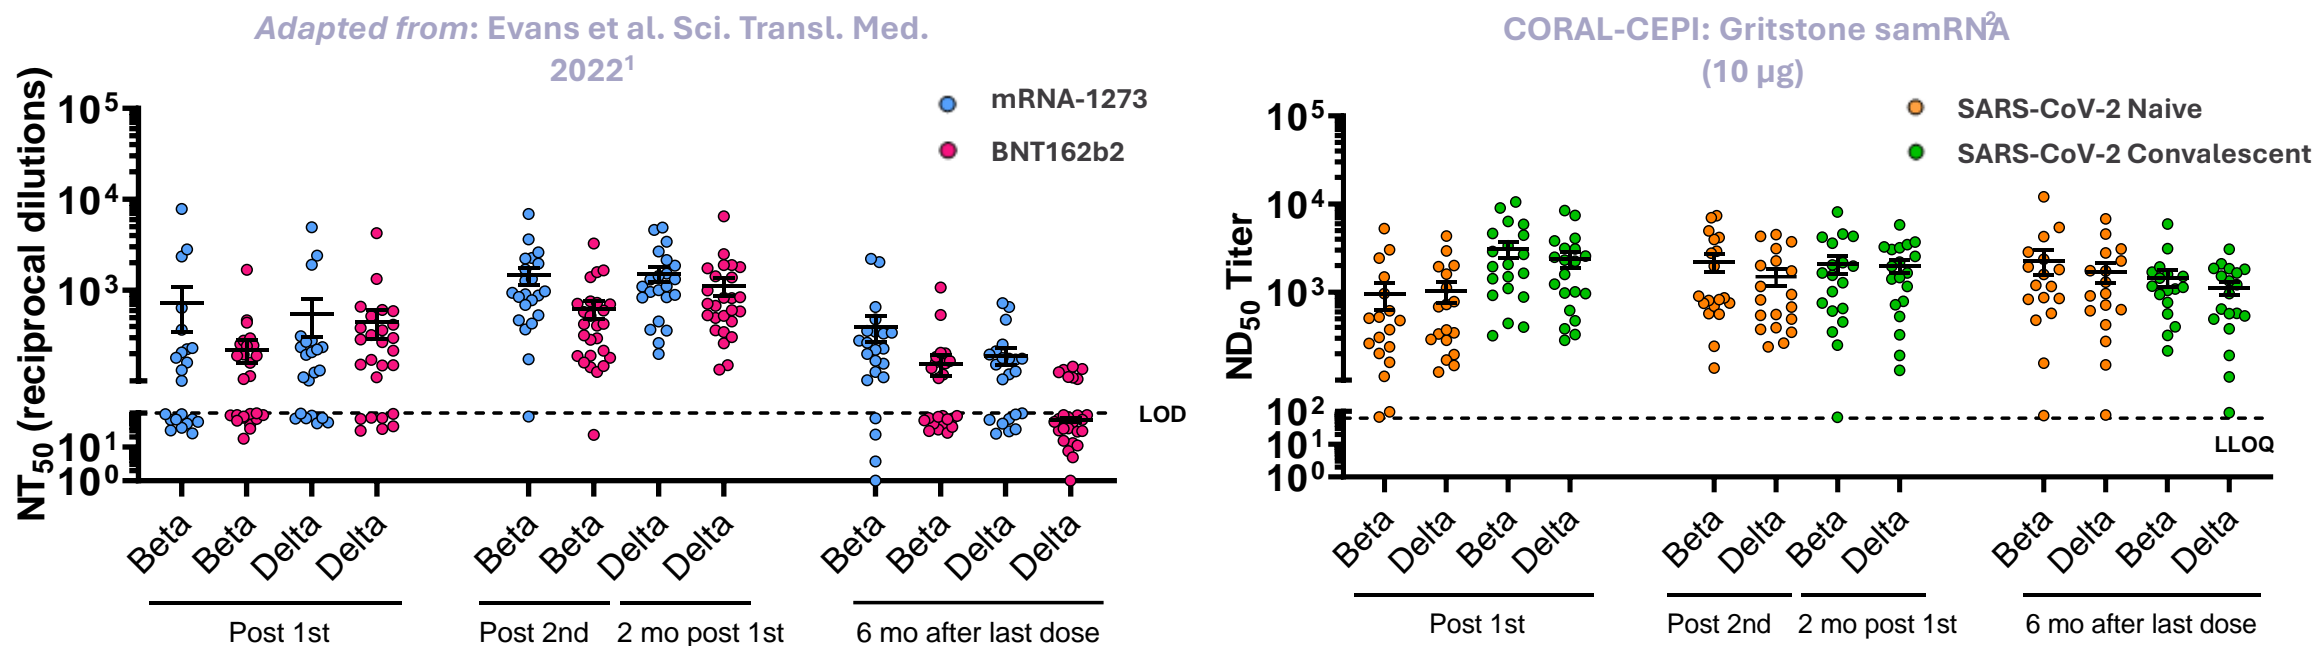 Adapted from: Evans et al. Sci. Transl. Med.
2022¹
mRNA-1273
BNT162b2
NT₅₀ (reciprocal dilutions)
10⁵
10⁴
10³
10¹
10⁰
LOD
Beta Beta Delta Delta Beta Beta Delta Delta Beta Beta Delta Delta
Post 1st Post 2nd 2 mo post 1st 6 mo after last dose
CORAL-CEPI: Gritstone samRNA²
(10 µg)
SARS-CoV-2 Naive
SARS-CoV-2 Convalescent
ND₅₀ Titer
10⁵
10⁴
10³
10²
10¹
10⁰
LLOQ
Beta Delta Beta Delta Beta Delta Beta Delta Beta Delta Beta Delta
Post 1st Post 2nd 2 mo post 1st 6 mo after last dose